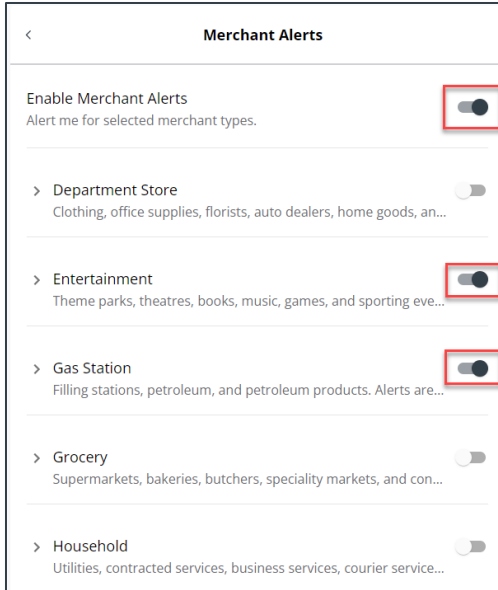 Merchant Alerts
Enable Merchant Alerts
Alert me for selected merchant types.
Department Store
Clothing, office supplies, florists, auto dealers, home goods, an...
Entertainment
Theme parks, theatres, books, music, games, and sporting eve...
Gas Station
Filling stations, petroleum, and petroleum products. Alerts are...
Grocery
Supermarkets, bakeries, butchers, speciality markets, and con...
Household
Utilities, contracted services, business services, courier service...